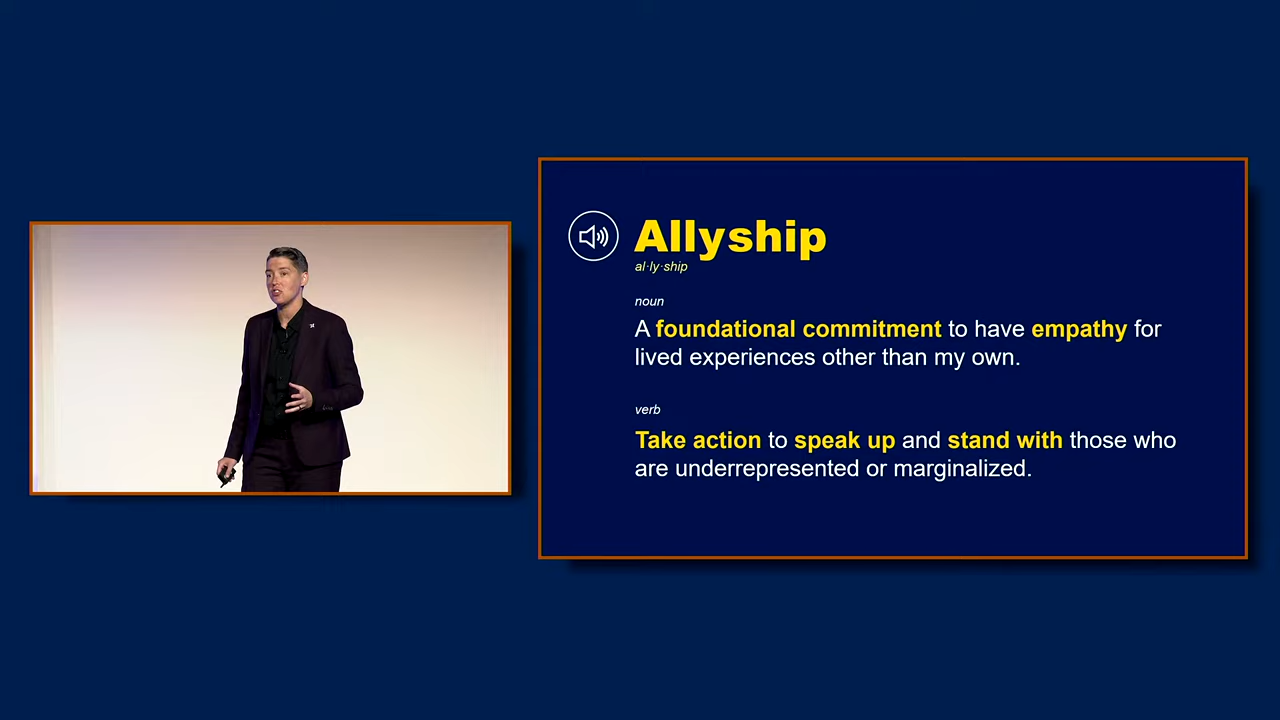 Allyship
al·ly·ship
noun
A foundational commitment to have empathy for
lived experiences other than my own.
verb
Take action to speak up and stand with those who
are underrepresented or marginalized.